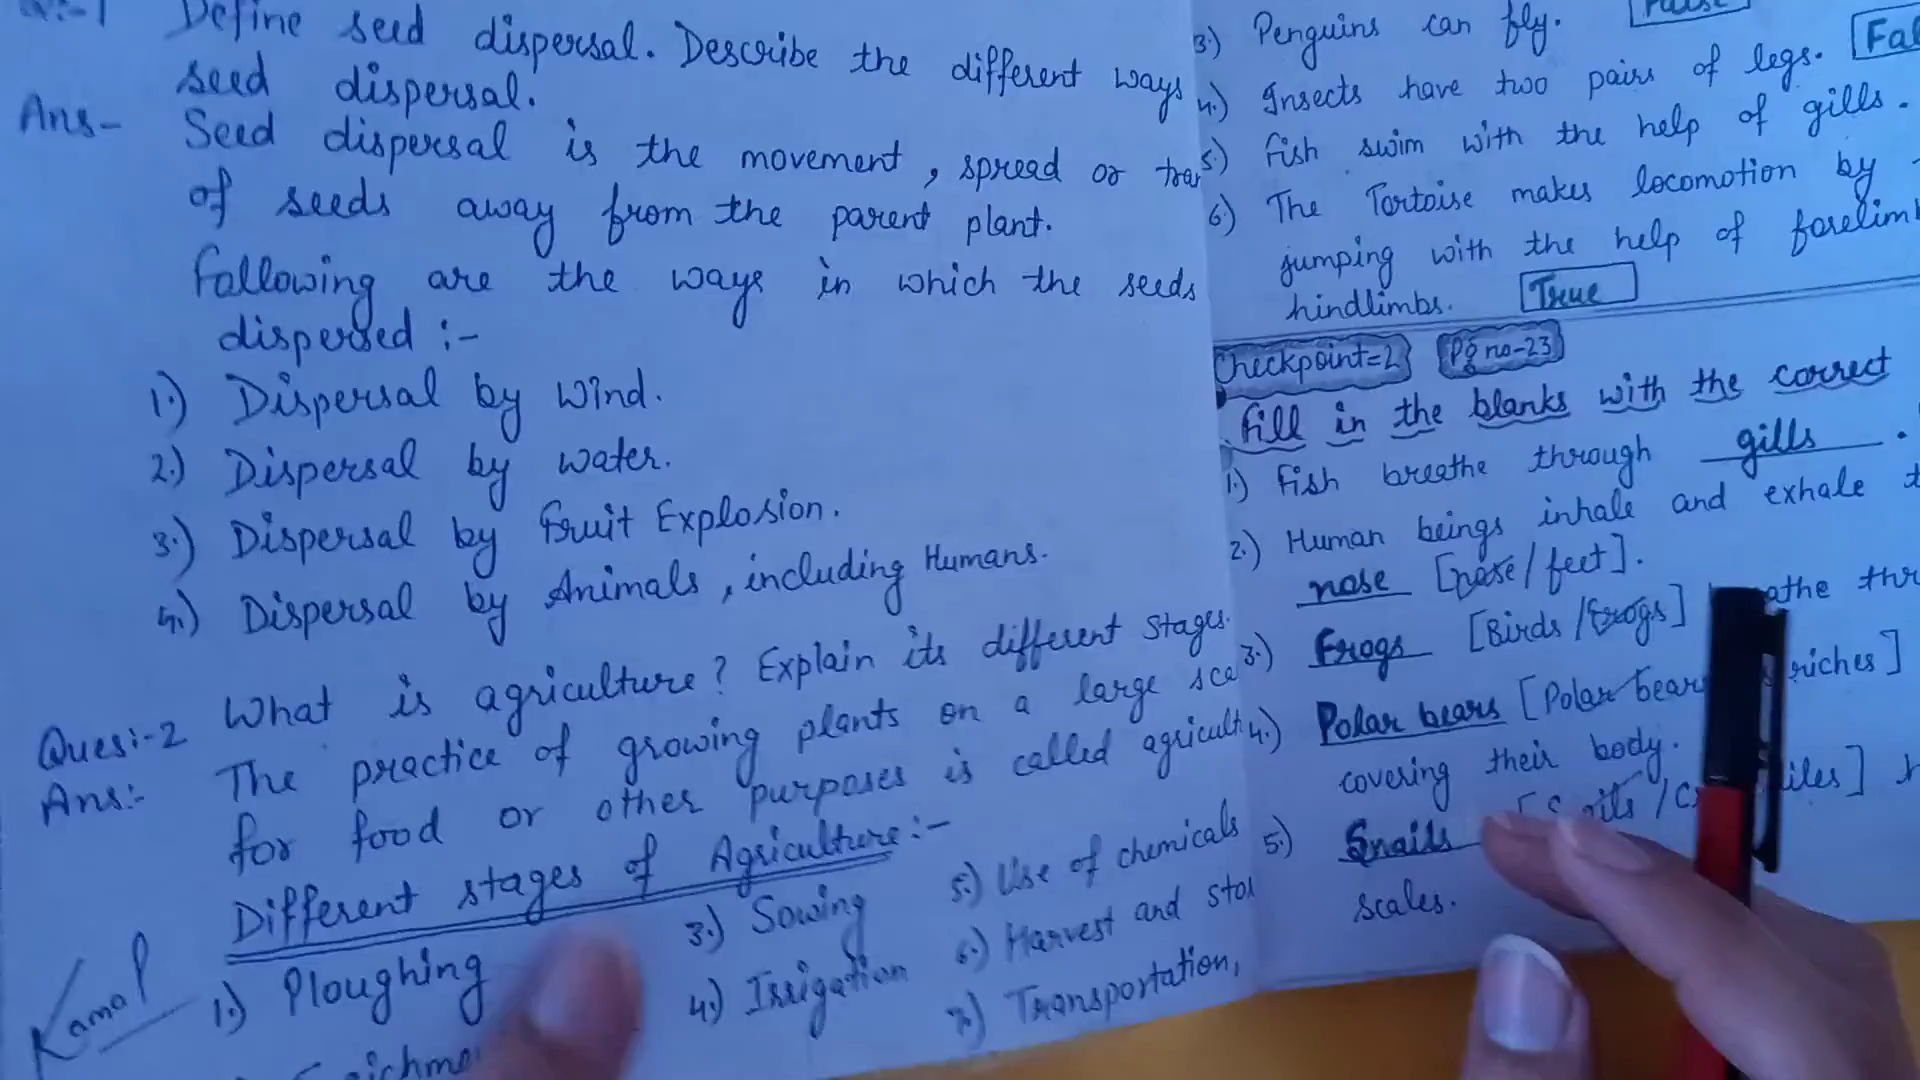 Define seed dispersal. Describe the different ways
seed dispersal.
Ans- Seed dispersal is the movement, spread or
of seeds away from the parent plant.
Following are the ways in which the seeds
dispersed :-
1.) Dispersal by Wind.
2.) Dispersal by Water.
3.) Dispersal by Fruit Explosion.
4.) Dispersal by Animals, including Humans.
Ques:-2 What is agriculture? Explain its different stages.
Ans:- The practice of growing plants on a large
for food or other purposes is called
Different stages of Agriculture:-
1.) Ploughing
3.) Sowing
4.) Irrigation
5.) Use of chemicals
6.) Harvest and
7.) Transportation,
Kamal
3.) Penguins can fly. False
4.) Insects have two pairs of legs.
5.) Fish swim with the help of gills.
6.) The Tortoise makes locomotion by
jumping with the help of
hindlimbs. True
Checkpoint=2 Pg no-23
Fill in the blanks with the correct
1.) Fish breathe through gills.
2.) Human beings inhale and exhale
nose [nose/feet].
3.) Frogs [Birds/Frogs]
4.) Polar bears [Polar bears
covering their body.
5.) Snails
scales.